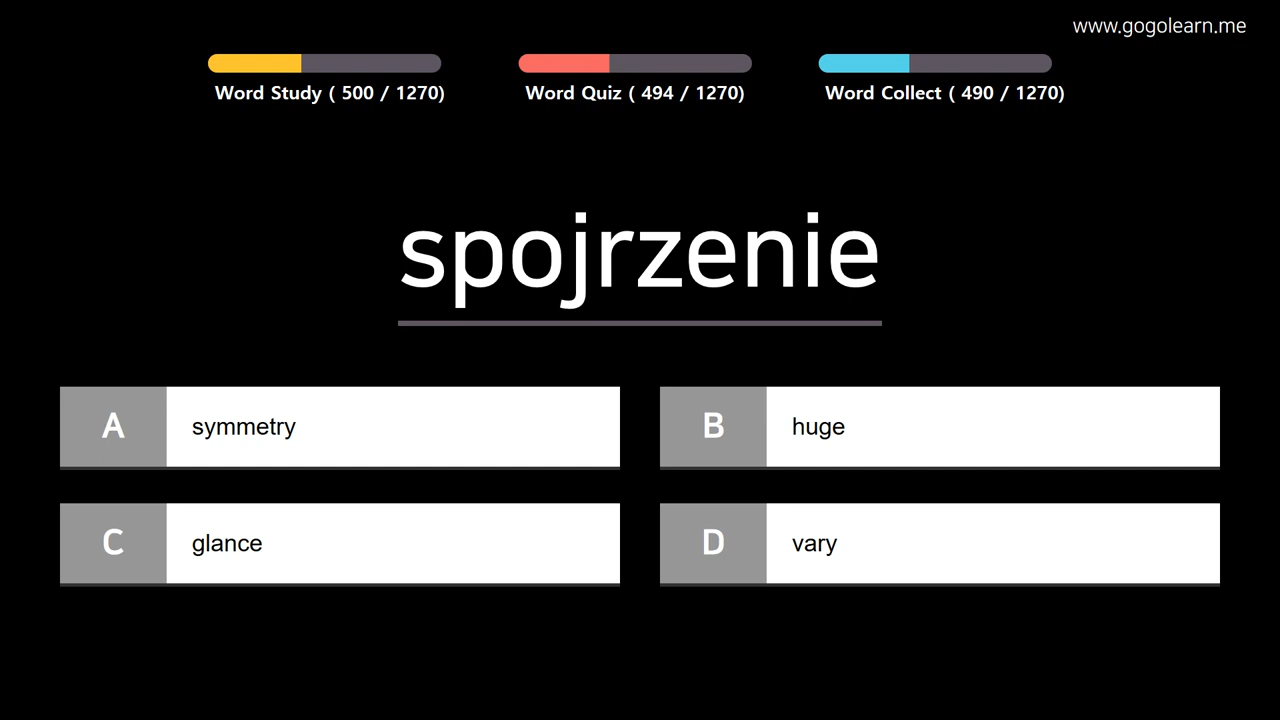 www.gogolearn.me
Word Study ( 500 / 1270)
Word Quiz ( 494 / 1270)
Word Collect ( 490 / 1270)
spojrzenie
A symmetry
B huge
C glance
D vary